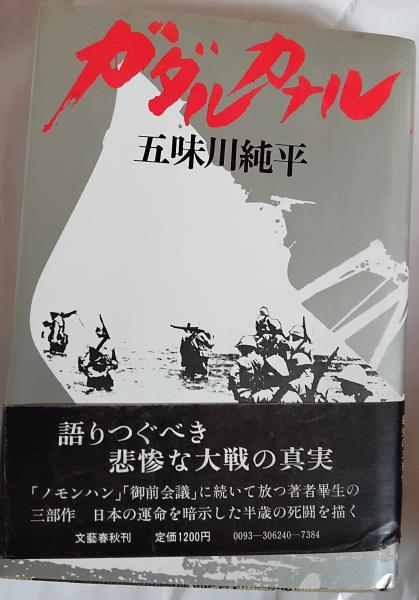 ガダルカナル
五味川純平
語りつぐべき
悲惨な大戦の真実
「ノモンハン」「御前会議」に続いて放つ著者畢生の
三部作 日本の運命を暗示した半歳の死闘を描く
文藝春秋刊 定価1200円 0093―306240―7384